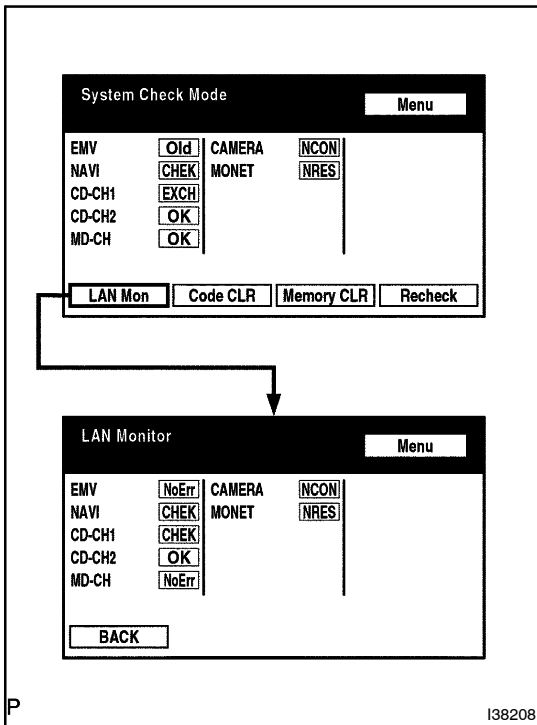 System Check Mode
Menu
EMV Old CAMERA NCON
NAVI CHEK MONET NRES
CD-CH1 EXCH
CD-CH2 OK
MD-CH OK
LAN Mon Code CLR Memory CLR Recheck
LAN Monitor
Menu
EMV NoErr CAMERA NCON
NAVI CHEK MONET NRES
CD-CH1 CHEK
CD-CH2 OK
MD-CH NoErr
BACK
P
I38208